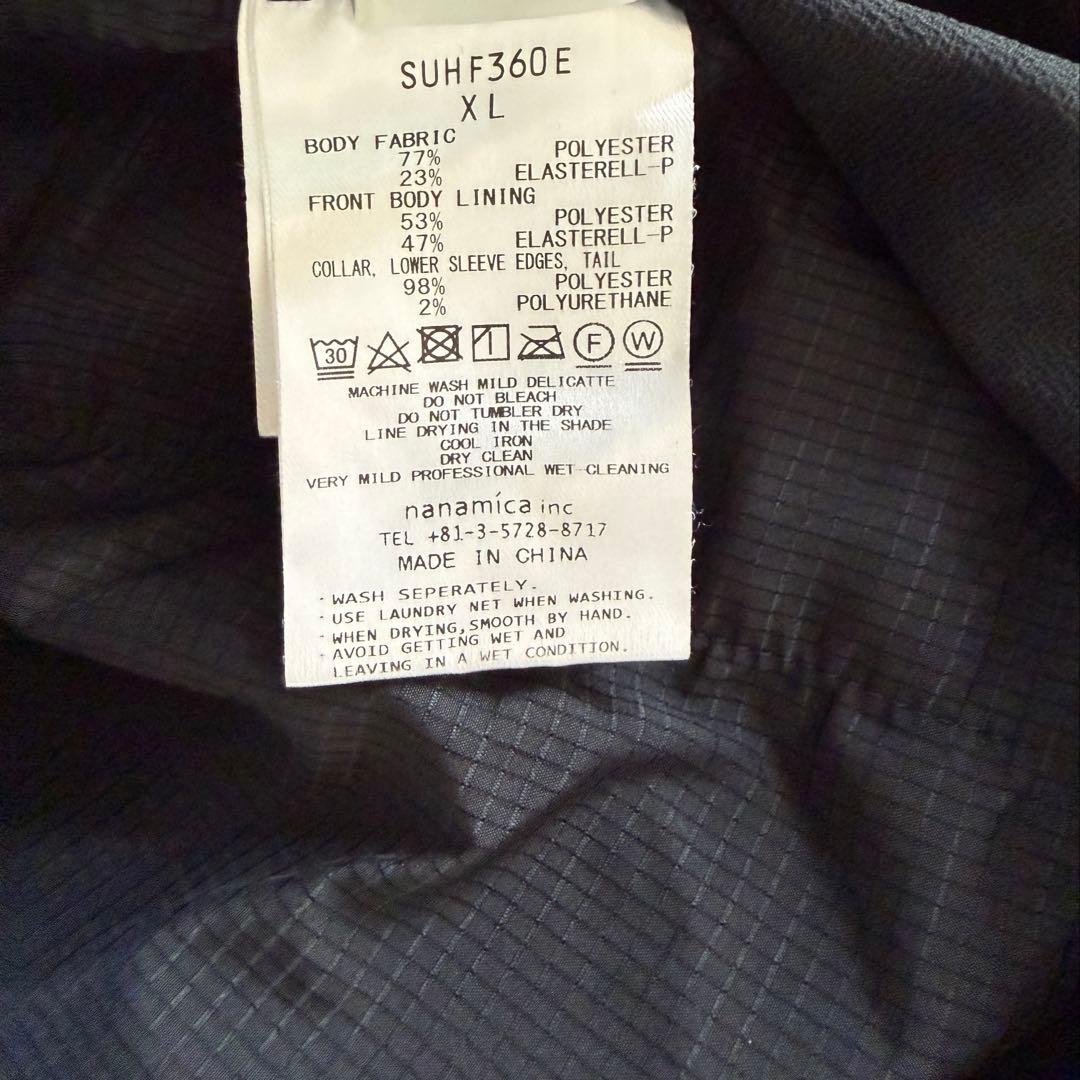 SUHF360E
XL
BODY FABRIC
77% POLYESTER
23% ELASTERELL-P
FRONT BODY LINING
53% POLYESTER
47% ELASTERELL-P
COLLAR, LOWER SLEEVE EDGES, TAIL
98% POLYESTER
2% POLYURETHANE
30 F W
MACHINE WASH MILD DELICATTE
DO NOT BLEACH
DO NOT TUMBLER DRY
LINE DRYING IN THE SHADE
COOL IRON
DRY CLEAN
VERY MILD PROFESSIONAL WET-CLEANING
nanamíca inc
TEL +81-3-5728-8717
MADE IN CHINA
· WASH SEPERATELY.
· USE LAUNDRY NET WHEN WASHING.
· WHEN DRYING, SMOOTH BY HAND.
· AVOID GETTING WET AND
LEAVING IN A WET CONDITION.